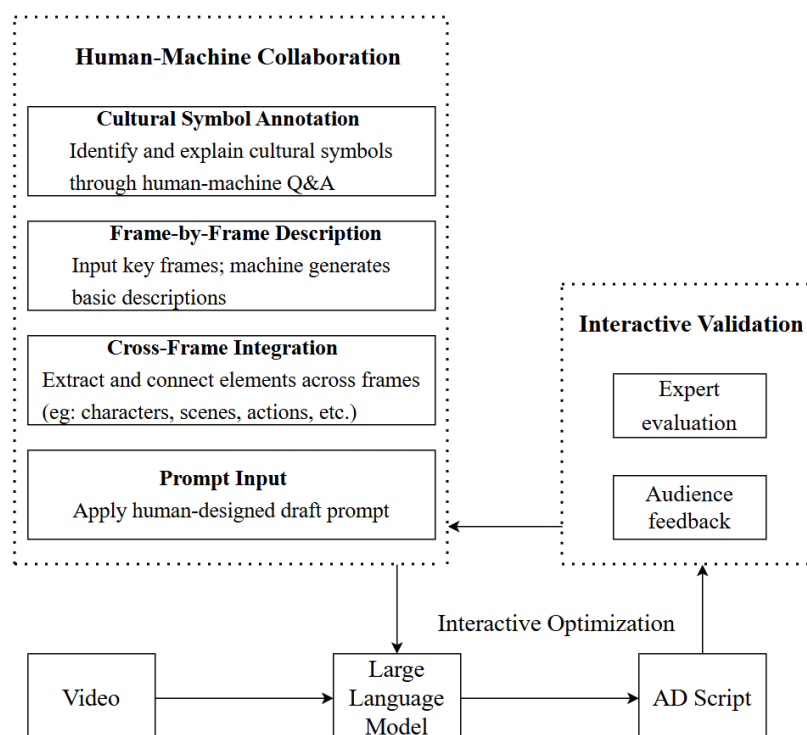 Human-Machine Collaboration
Cultural Symbol Annotation
Identify and explain cultural symbols
through human-machine Q&A
Frame-by-Frame Description
Input key frames; machine generates
basic descriptions
Cross-Frame Integration
Extract and connect elements across frames
(eg: characters, scenes, actions, etc.)
Prompt Input
Apply human-designed draft prompt
Interactive Validation
Expert
evaluation
Audience
feedback
Interactive Optimization
Video
Large
Language
Model
AD Script